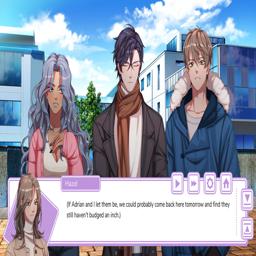 Hazel
(If Adrian and I let them be, we could probably come back here tomorrow and find they
still haven't budged an inch.)